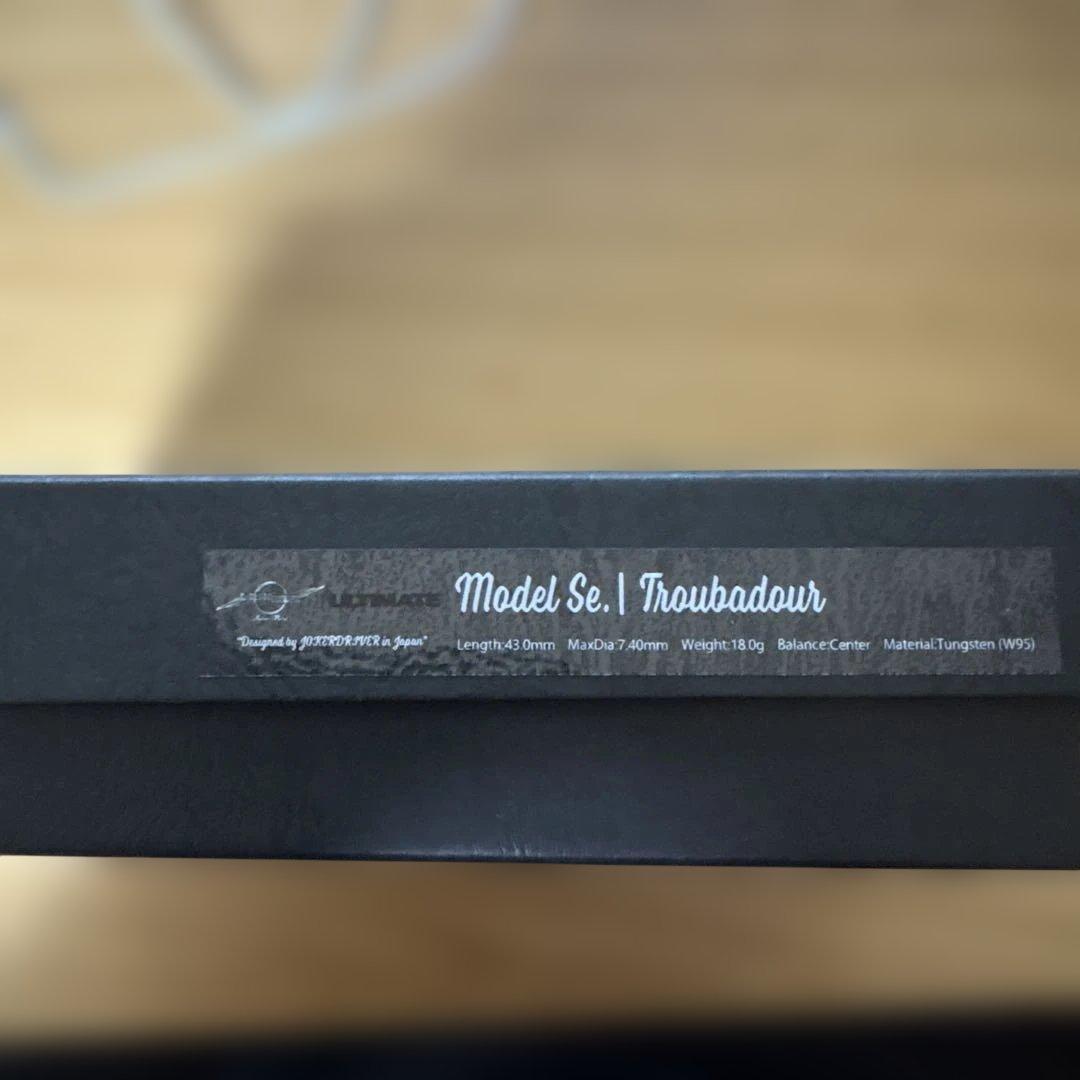 ULTIMATE
Model Se. | Troubadour
"Designed by JOKERDRIVER in Japan"
Length:43.0mm MaxDia:7.40mm Weight:18.0g Balance:Center Material:Tungsten (W95)